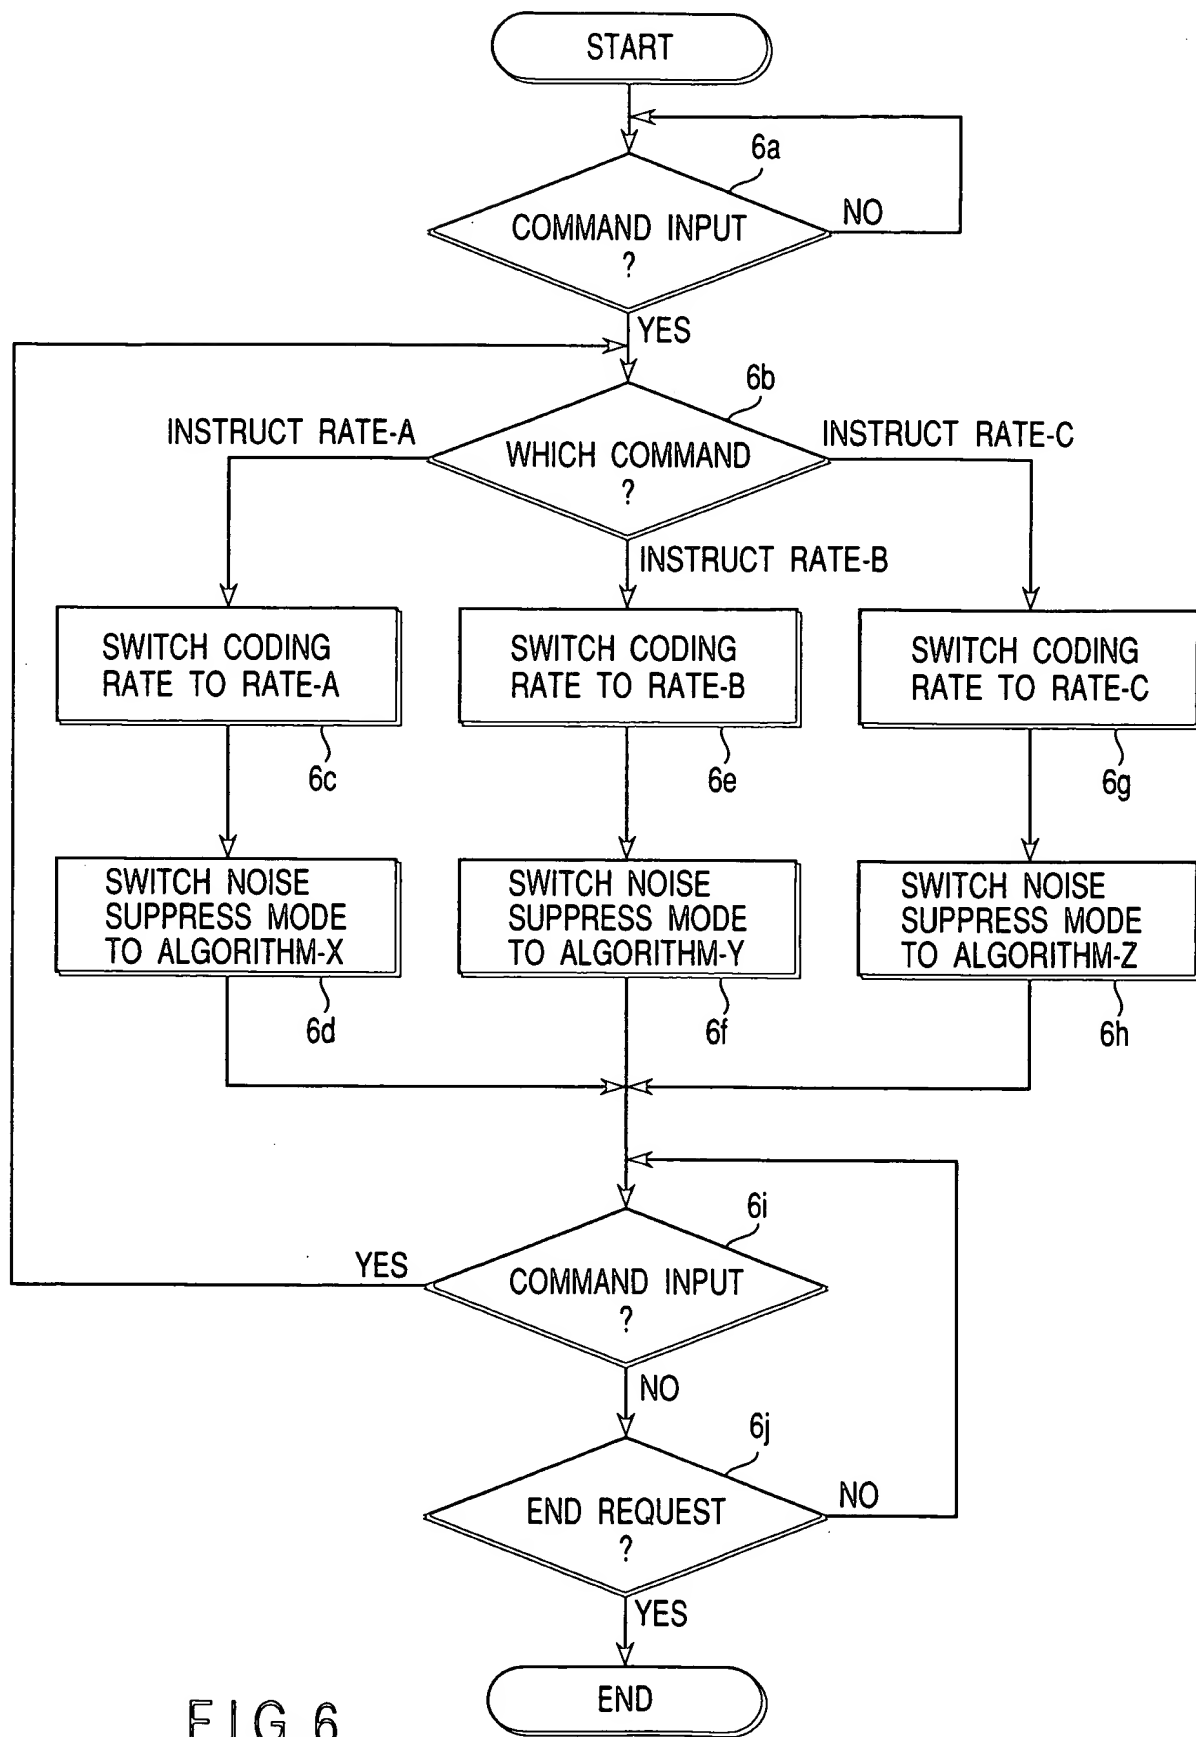 START
6a
COMMAND INPUT
?
NO
YES
6b
INSTRUCT RATE-A
WHICH COMMAND
?
INSTRUCT RATE-C
INSTRUCT RATE-B
SWITCH CODING
RATE TO RATE-A
6c
SWITCH CODING
RATE TO RATE-B
6e
SWITCH CODING
RATE TO RATE-C
6g
SWITCH NOISE
SUPPRESS MODE
TO ALGORITHM-X
6d
SWITCH NOISE
SUPPRESS MODE
TO ALGORITHM-Y
6f
SWITCH NOISE
SUPPRESS MODE
TO ALGORITHM-Z
6h
6i
YES
COMMAND INPUT
?
NO
6j
END REQUEST
?
NO
YES
END
FIG.6